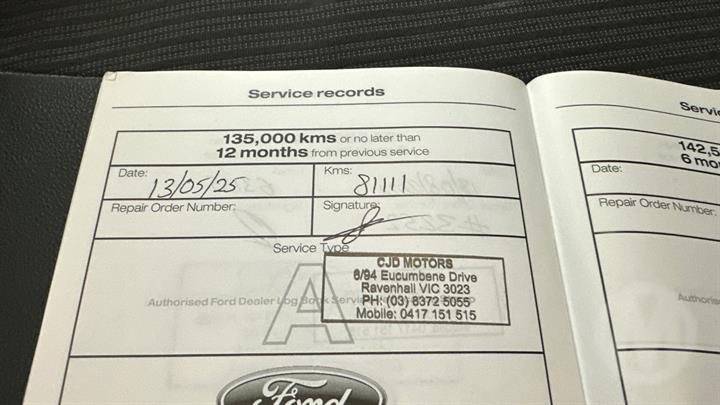 Service records
135,000 kms or no later than
12 months from previous service
Date: 13/05/25
Kms: 81111
Repair Order Number:
Signature:
Service Type
A
CJD MOTORS
6/94 Eucumbene Drive
Ravenhall VIC 3023
PH: (03) 8372 5055
Mobile: 0417 151 515
Authorised Ford Dealer Log Book Servi
Ford
Servic
142,5
6 mo
Date:
Repair Order Number:
Authoris